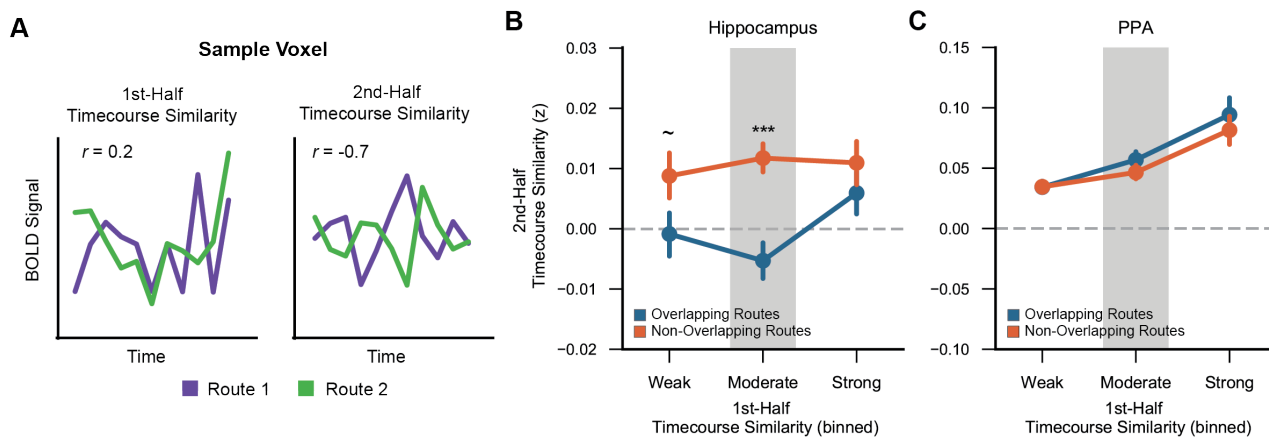 A
Sample Voxel
1st-Half
Timecourse Similarity
r = 0.2
BOLD Signal
Time
2nd-Half
Timecourse Similarity
r = -0.7
Time
Route 1
Route 2
B
Hippocampus
2nd-Half
Timecourse Similarity (z)
0.03
0.02
0.01
0.00
−0.01
−0.02
~
***
Overlapping Routes
Non-Overlapping Routes
Weak
Moderate
Strong
1st-Half
Timecourse Similarity (binned)
C
PPA
0.15
0.10
0.05
0.00
−0.05
−0.10
Overlapping Routes
Non-Overlapping Routes
Weak
Moderate
Strong
1st-Half
Timecourse Similarity (binned)